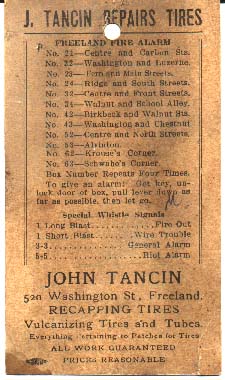 J. TANCIN REPAIRS TIRES
FREELAND FIRE ALARM
No. 21—Centre and Carbon Sts.
No. 22—Washington and Luzerne.
No. 23—Fern and Main Streets.
No. 24—Ridge and South Streets.
No. 32—Centre and Front Streets.
No. 34—Walnut and School Alley.
No. 42—Birkbeck and Walnut Sts.
No. 43—Washington and Chestnut
No. 52—Centre and North Streets.
No. 53—Alvinton.
No. 62—Krouse's Corner.
No. 63—Schwabe's Corner.
Box Number Repeats Four Times.
To give an alarm: Get key, un-
lock door of box, pull lever down as
far as possible, then let go.
Special Whistle Signals
1 Long Blast Fire Out
1 Short Blast Wire Trouble
3-3 General Alarm
5-5 Riot Alarm
JOHN TANCIN
520 Washington St., Freeland.
RECAPPING TIRES
Vulcanizing Tires and Tubes.
Everything Pertaining to Patches for Tires
ALL WORK GUARANTEED
PRICES REASONABLE